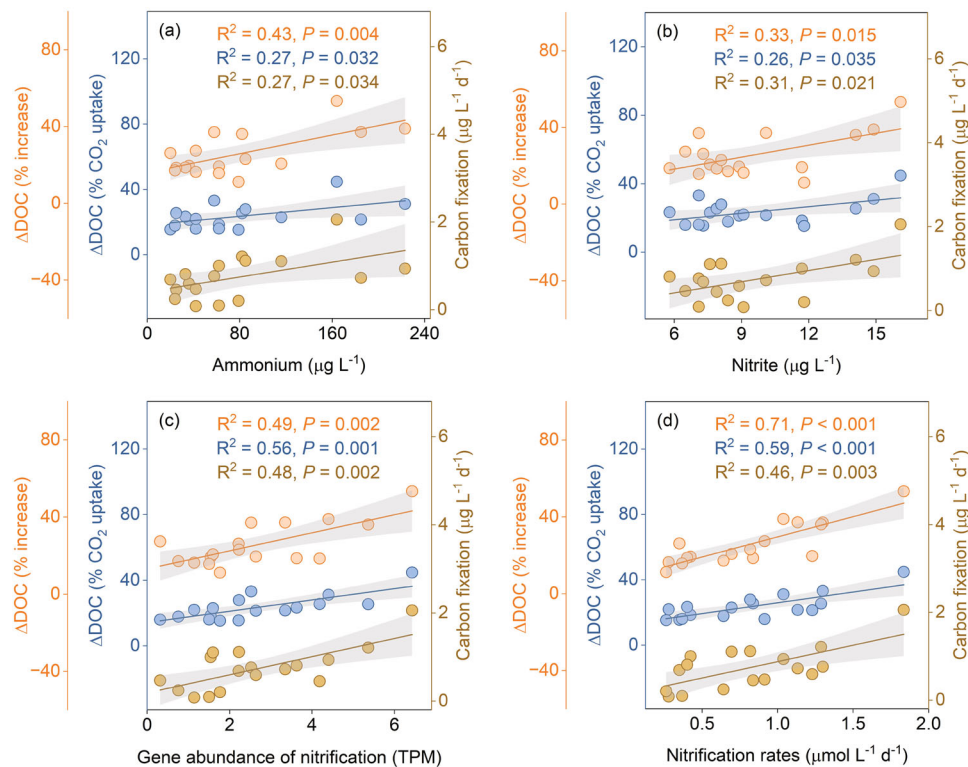 (a)
R² = 0.43, P = 0.004
R² = 0.27, P = 0.032
R² = 0.27, P = 0.034
ΔDOC (% increase)
80
40
0
−40
ΔDOC (% CO₂ uptake)
120
80
40
0
Carbon fixation (μg L⁻¹ d⁻¹)
6
4
2
0
0 80 160 240
Ammonium (μg L⁻¹)
(b)
R² = 0.33, P = 0.015
R² = 0.26, P = 0.035
R² = 0.31, P = 0.021
ΔDOC (% increase)
80
40
0
−40
ΔDOC (% CO₂ uptake)
120
80
40
0
Carbon fixation (μg L⁻¹ d⁻¹)
6
4
2
0
6 9 12 15
Nitrite (μg L⁻¹)
(c)
R² = 0.49, P = 0.002
R² = 0.56, P = 0.001
R² = 0.48, P = 0.002
ΔDOC (% increase)
80
40
0
−40
ΔDOC (% CO₂ uptake)
120
80
40
0
Carbon fixation (μg L⁻¹ d⁻¹)
6
4
2
0
0 2 4 6
Gene abundance of nitrification (TPM)
(d)
R² = 0.71, P < 0.001
R² = 0.59, P < 0.001
R² = 0.46, P = 0.003
ΔDOC (% increase)
80
40
0
−40
ΔDOC (% CO₂ uptake)
120
80
40
0
Carbon fixation (μg L⁻¹ d⁻¹)
6
4
2
0
0.5 1.0 1.5 2.0
Nitrification rates (μmol L⁻¹ d⁻¹)